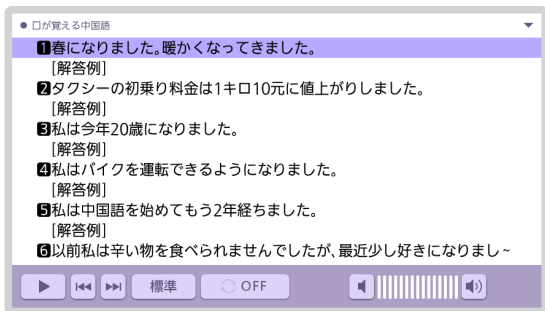 ● 口が覚える中国語
1春になりました。暖かくなってきました。
[解答例]
2タクシーの初乗り料金は1キロ10元に値上がりしました。
[解答例]
3私は今年20歳になりました。
[解答例]
4私はバイクを運転できるようになりました。
[解答例]
5私は中国語を始めてもう2年経ちました。
[解答例]
6以前私は辛い物を食べられませんでしたが、最近少し好きになりまし~
標準 OFF